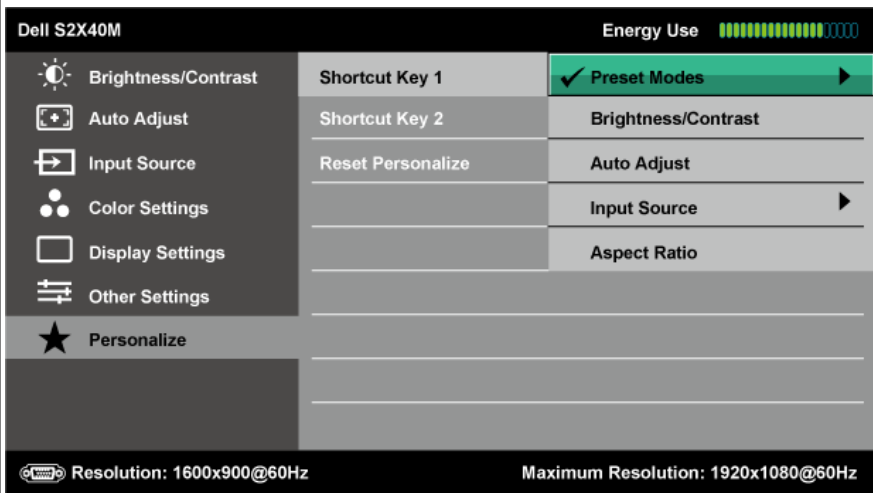 Dell S2X40M Energy Use
Brightness/Contrast Shortcut Key 1 Preset Modes
Auto Adjust Shortcut Key 2 Brightness/Contrast
Input Source Reset Personalize Auto Adjust
Color Settings Input Source
Display Settings Aspect Ratio
Other Settings
Personalize
Resolution: 1600x900@60Hz Maximum Resolution: 1920x1080@60Hz